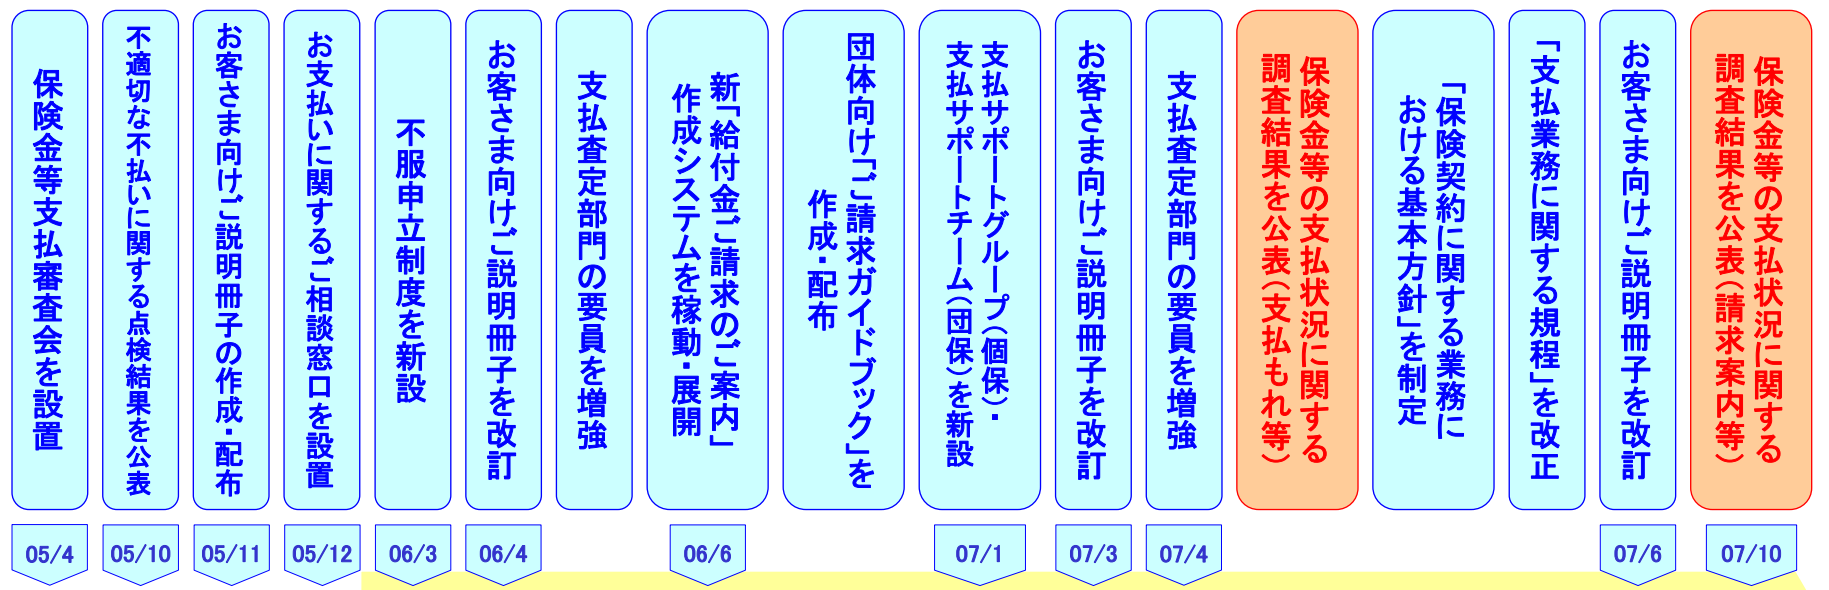 保険金等支払審査会を設置
不適切な不払いに関する点検結果を公表
お客さま向けご説明冊子の作成・配布
お支払いに関するご相談窓口を設置
不服申立制度を新設
お客さま向けご説明冊子を改訂
支払査定部門の要員を増強
新「給付金ご請求のご案内」
作成システムを稼動・展開
団体向け「ご請求ガイドブック」を
作成・配布
支払サポートグループ（個保）・
支払サポートチーム（団保）を新設
お客さま向けご説明冊子を改訂
支払査定部門の要員を増強
保険金等の支払状況に関する
調査結果を公表（支払もれ等）
「保険契約に関する業務に
おける基本方針」を制定
「支払業務に関する規程」を改正
お客さま向けご説明冊子を改訂
保険金等の支払状況に関する
調査結果を公表（請求案内等）
05/4
05/10
05/11
05/12
06/3
06/4
06/6
07/1
07/3
07/4
07/6
07/10